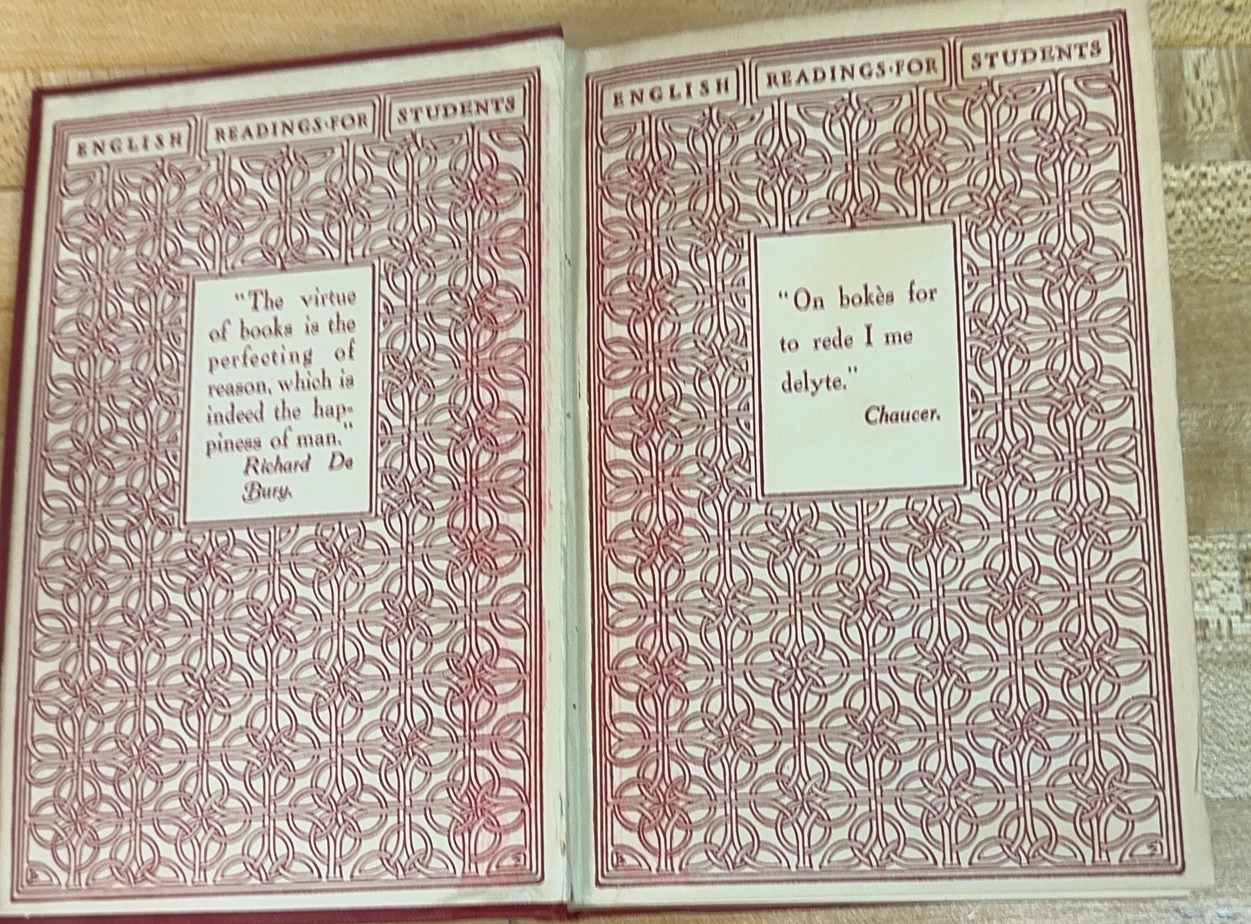 ENGLISH READINGS·FOR STUDENTS
"The virtue
of books is the
perfecting of
reason, which is
indeed the hap-
piness of man."
Richard De
Bury.
ENGLISH READINGS·FOR STUDENTS
"On bokès for
to rede I me
delyte."
Chaucer.